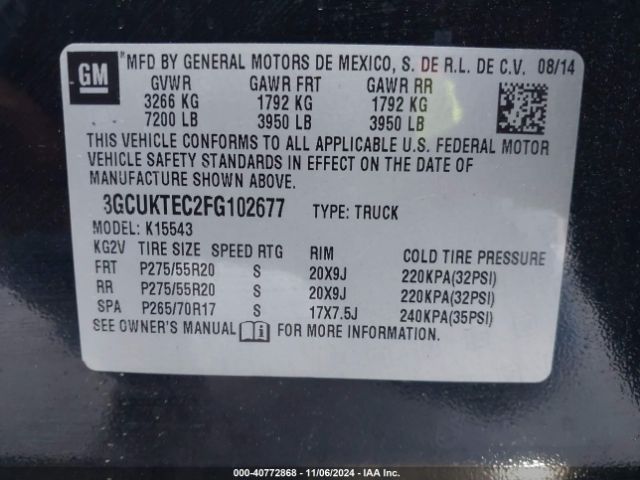 GM
*MFD BY GENERAL MOTORS DE MEXICO, S. DE R.L. DE C.V. 08/14
GVWR GAWR FRT GAWR RR
3266 KG 1792 KG 1792 KG
7200 LB 3950 LB 3950 LB
THIS VEHICLE CONFORMS TO ALL APPLICABLE U.S. FEDERAL MOTOR
VEHICLE SAFETY STANDARDS IN EFFECT ON THE DATE OF
MANUFACTURE SHOWN ABOVE.
3GCUKTEC2FG102677 TYPE: TRUCK
MODEL: K15543
KG2V TIRE SIZE SPEED RTG RIM COLD TIRE PRESSURE
FRT P275/55R20 S 20X9J 220KPA(32PSI)
RR P275/55R20 S 20X9J 220KPA(32PSI)
SPA P265/70R17 S 17X7.5J 240KPA(35PSI)
SEE OWNER'S MANUAL FOR MORE INFORMATION.
000-40772868 - 11/06/2024 - IAA Inc.